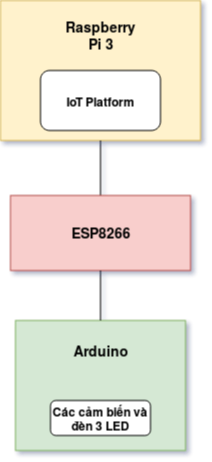 Raspberry
Pi 3
IoT Platform
ESP8266
Arduino
Các cảm biến và
đèn 3 LED